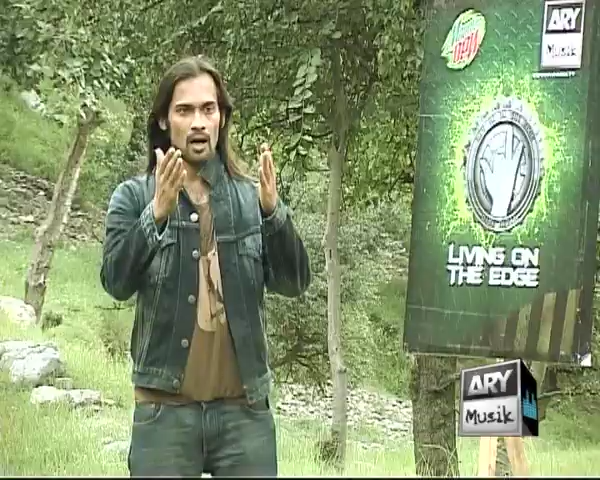 Mountain
Dew
ARY
Musik
LIVING ON
THE EDGE
ARY
Musik